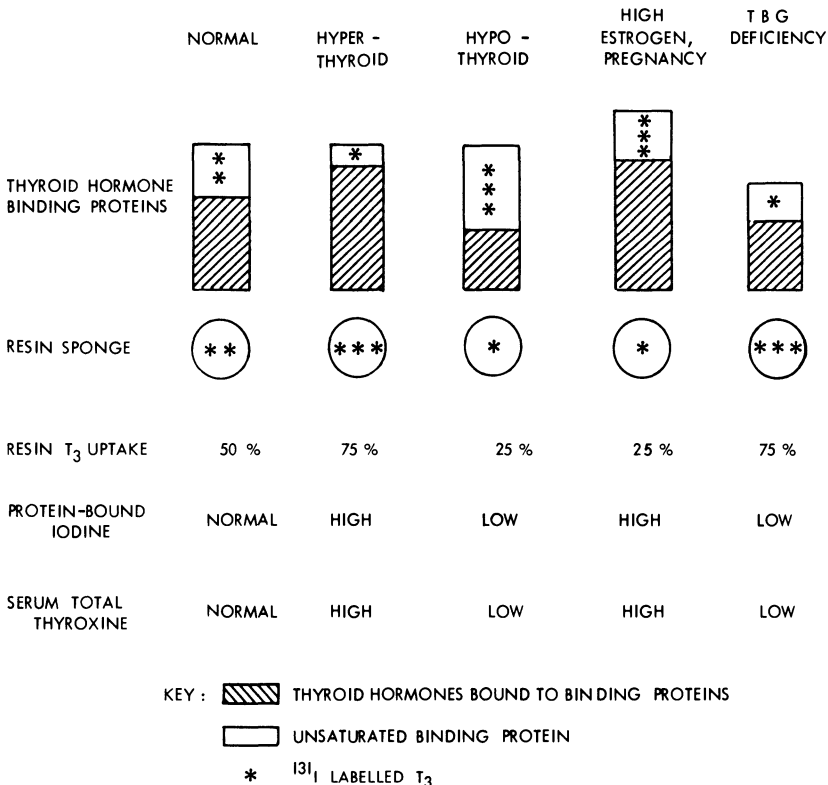 NORMAL
HYPER -
THYROID
HYPO -
THYROID
HIGH
ESTROGEN,
PREGNANCY
T B G
DEFICIENCY
THYROID HORMONE
BINDING PROTEINS
* *
*
* * *
* * *
*
RESIN SPONGE
* *
* * *
*
*
* * *
RESIN T3 UPTAKE 50 % 75 % 25 % 25 % 75 %
PROTEIN-BOUND
IODINE
NORMAL HIGH LOW HIGH LOW
SERUM TOTAL
THYROXINE
NORMAL HIGH LOW HIGH LOW
KEY : THYROID HORMONES BOUND TO BINDING PROTEINS
UNSATURATED BINDING PROTEIN
* 131I LABELLED T3